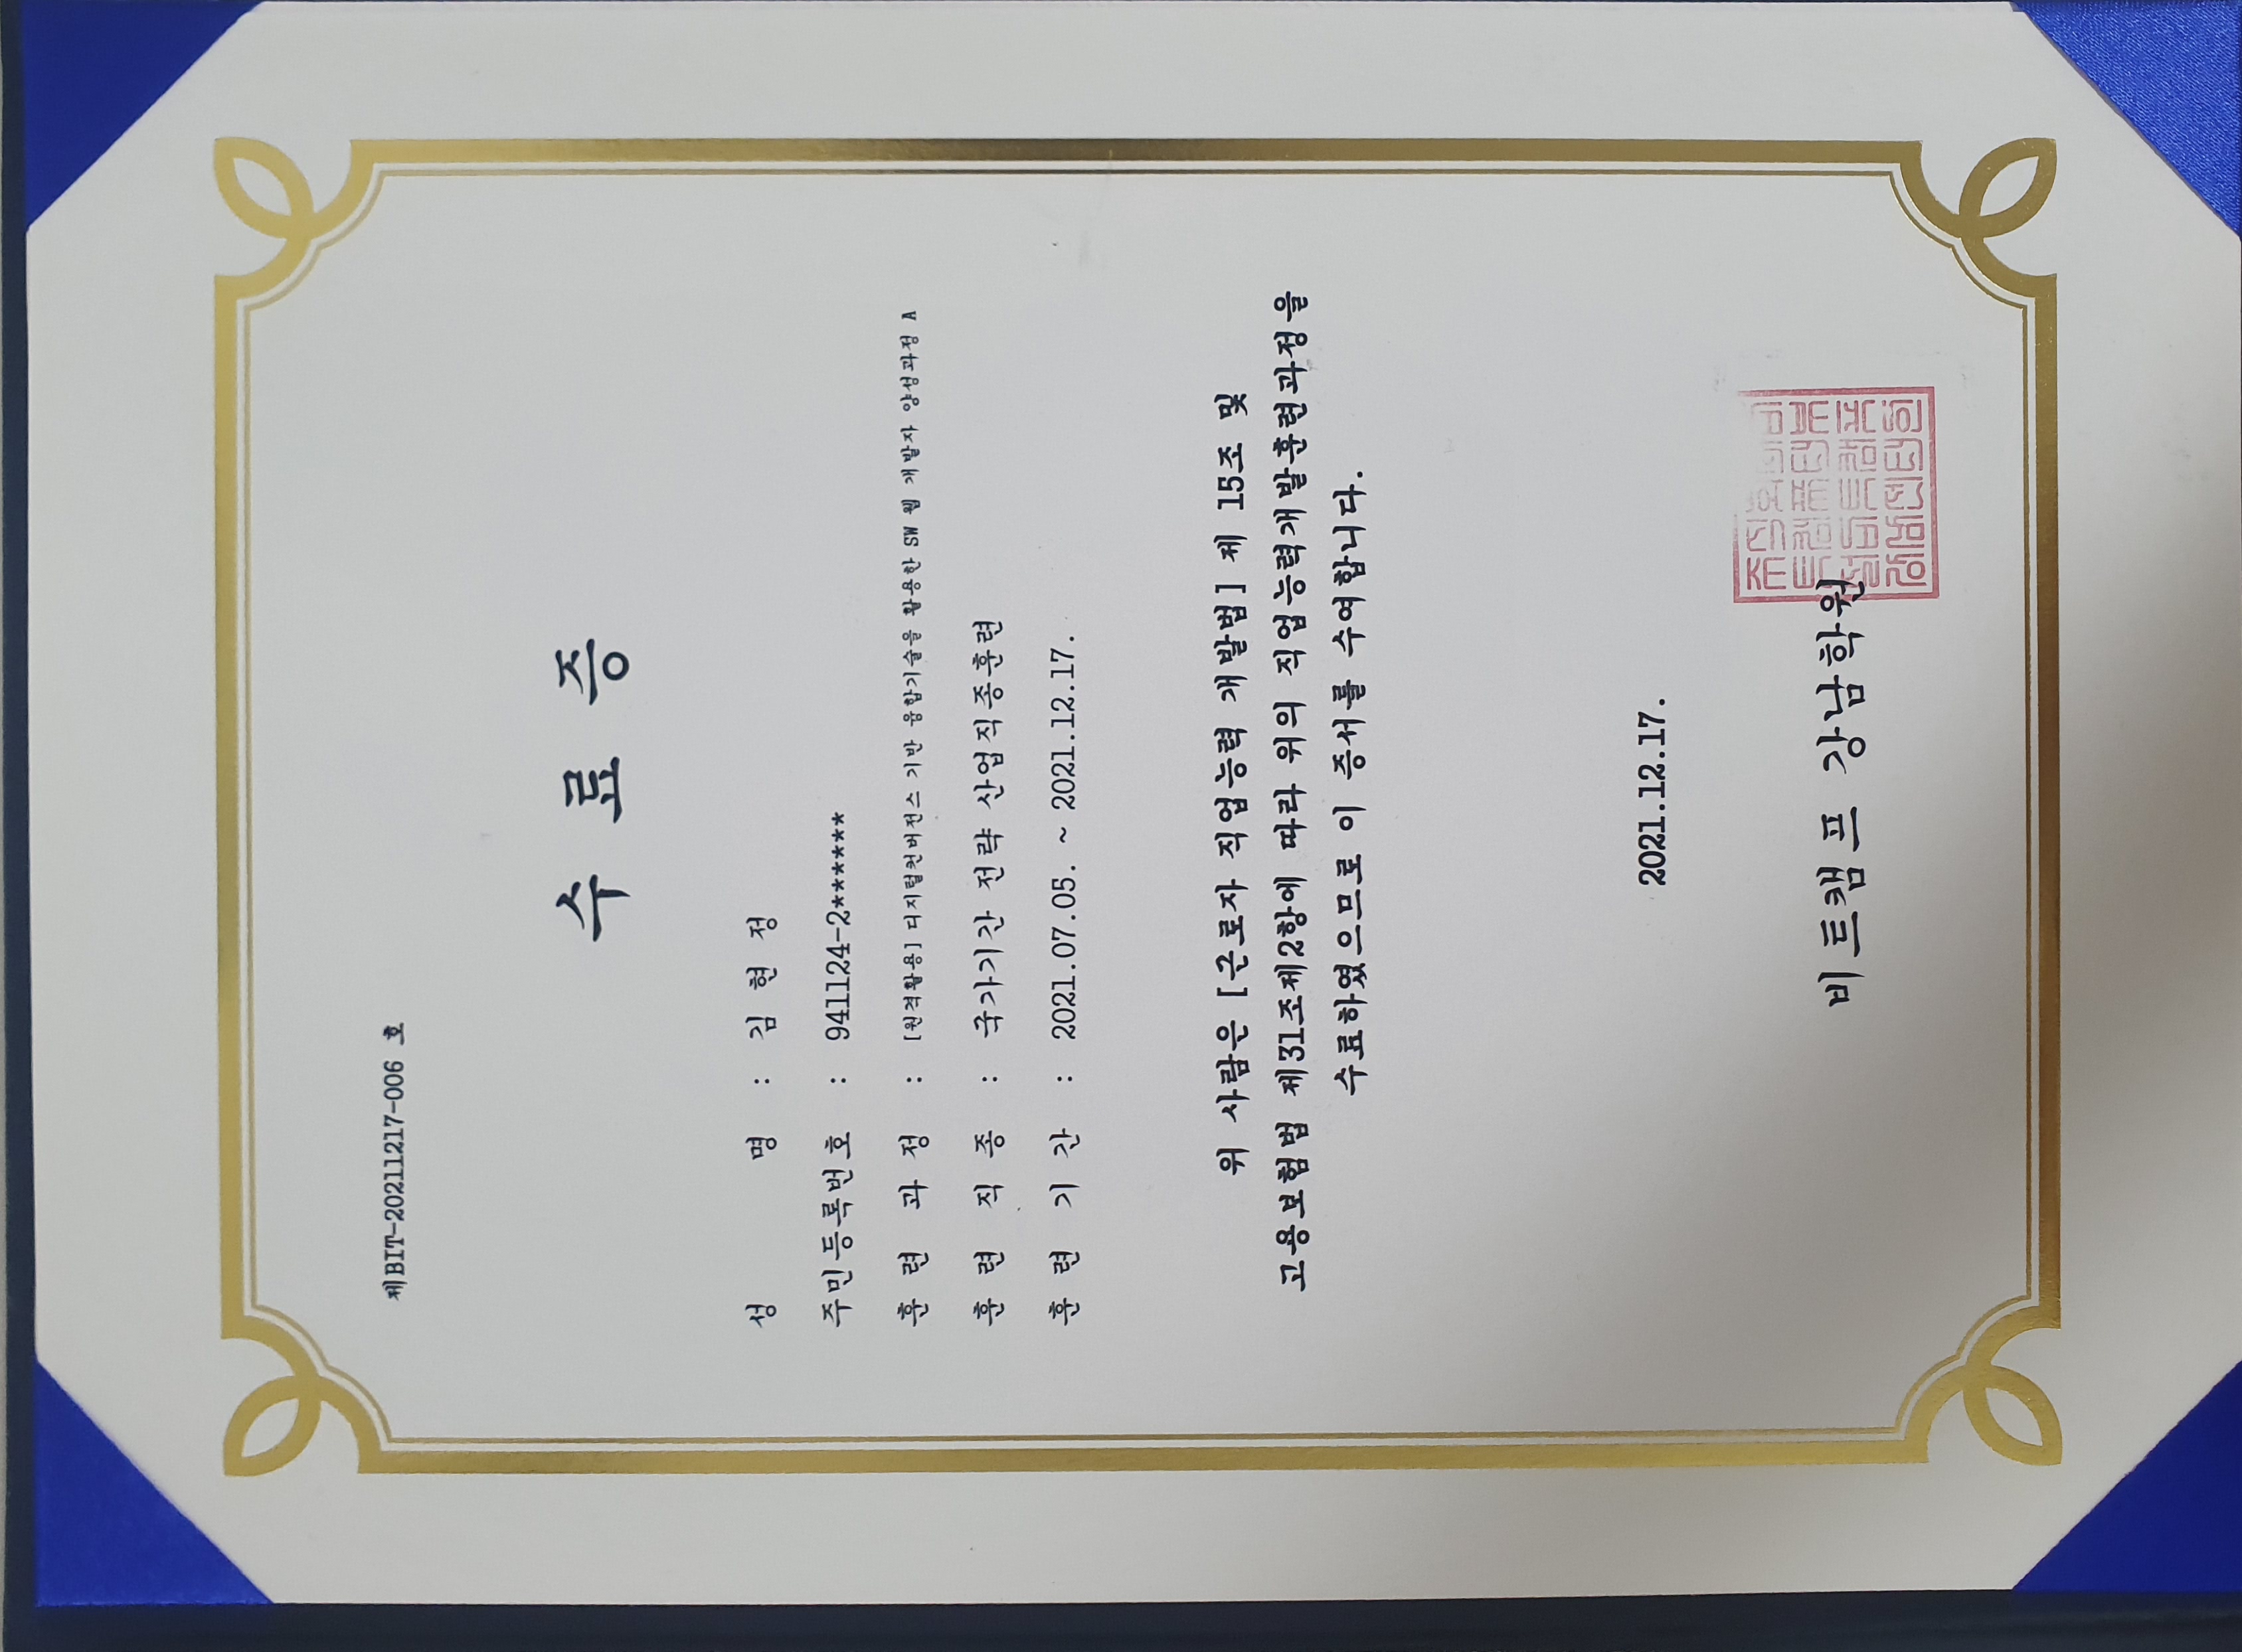 제BIT-20211217-006 호
수 료 증
성 명 : 김 현 정
주민등록번호 : 941124-2******
훈 련 과 정 : [원격활용] 디지털컨버전스 기반 융합기술을 활용한 SW 웹 개발자 양성과정 A
훈 련 직 종 : 국가기간 전략 산업직종훈련
훈 련 기 간 : 2021.07.05. ~ 2021.12.17.
위 사람은 [근로자 직업능력 개발법] 제 15조 및
고용보험법 제31조제2항에 따라 위의 직업능력개발훈련과정을
수료하였으므로 이 증서를 수여합니다.
2021.12.17.
비트캠프 강남학원